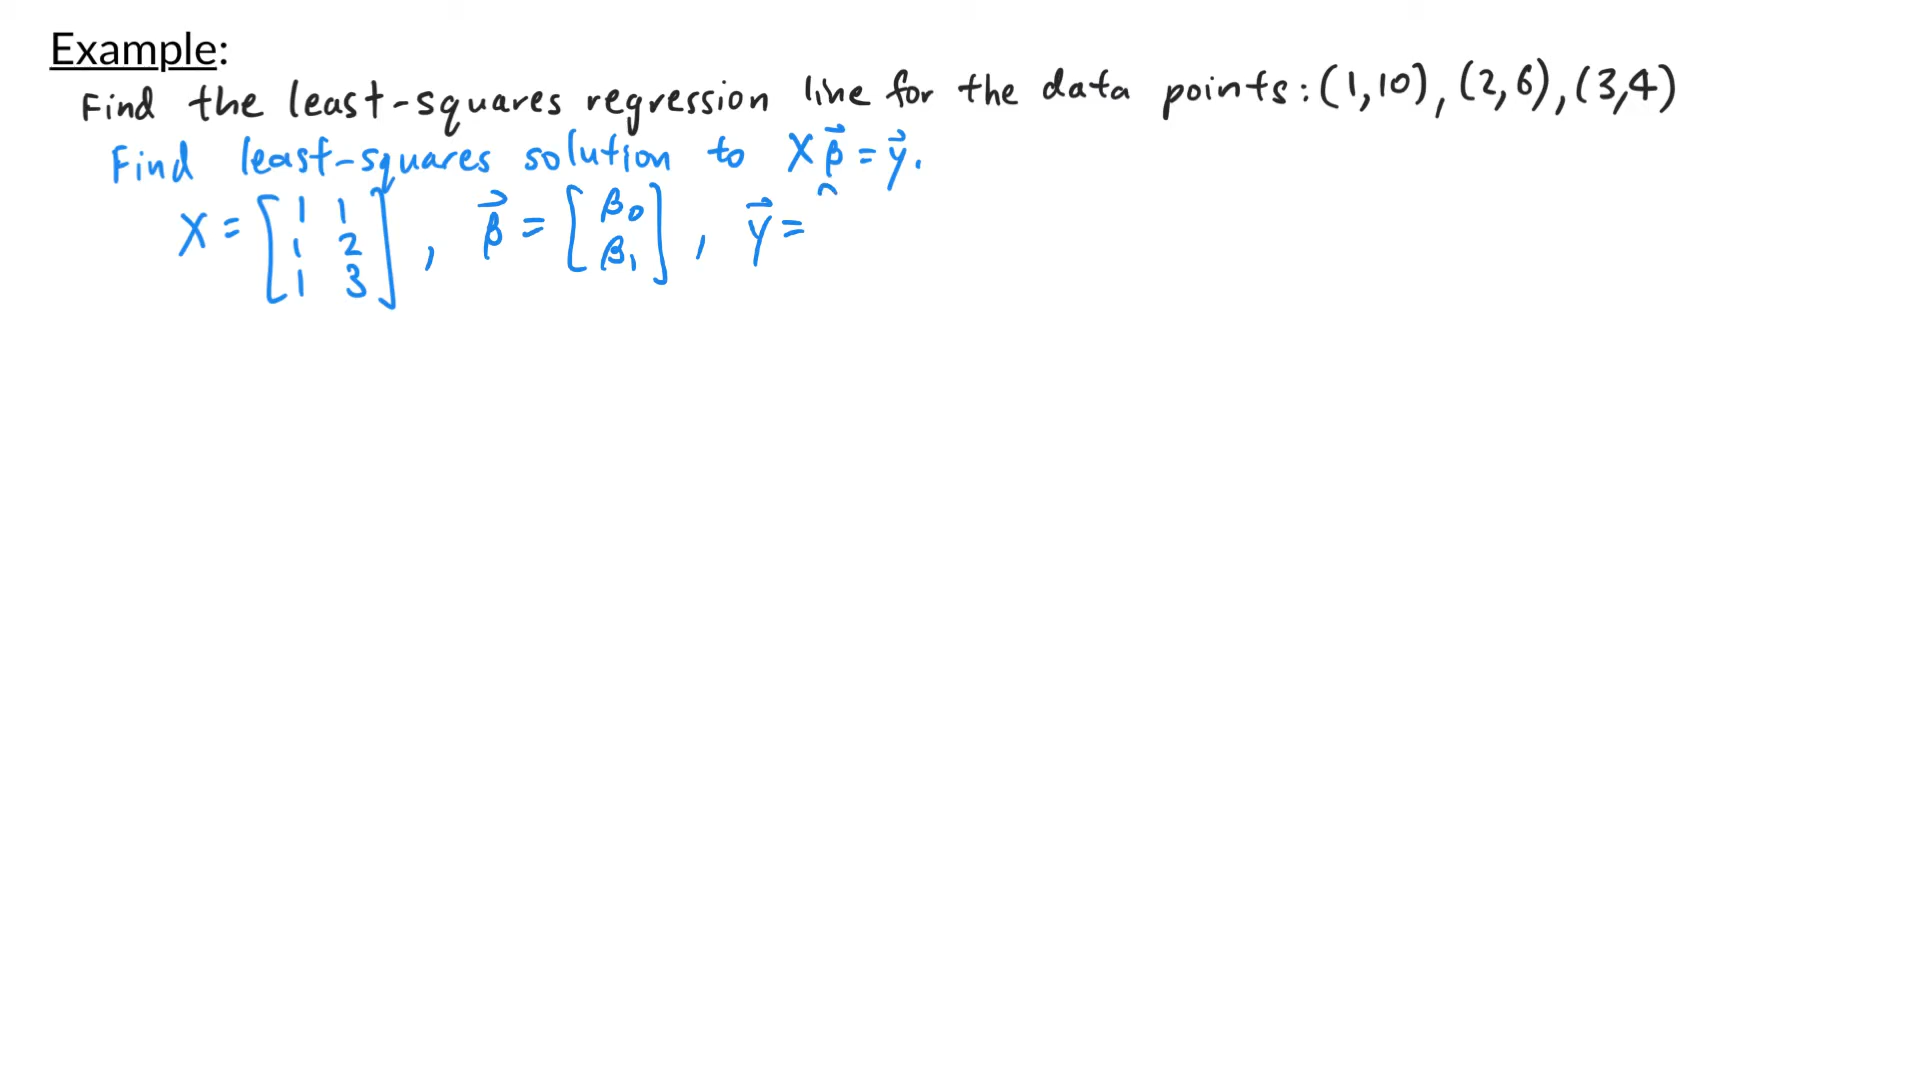 Example:
Find the least-squares regression line for the data points: (1,10), (2,6), (3,4)
Find least-squares solution to Xβ⃗ = y⃗.
X = [1 1; 1 2; 1 3], β⃗ = [β₀; β₁], y⃗ =